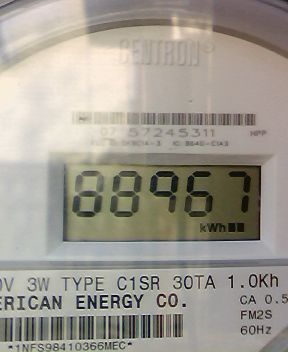 CENTRON®
07 57245311 NPP
88967
kWh
0V 3W TYPE C1SR 30TA 1.0Kh
ERICAN ENERGY CO. CA 0.5
FM2S
60Hz
*1NFS98410366MEC*